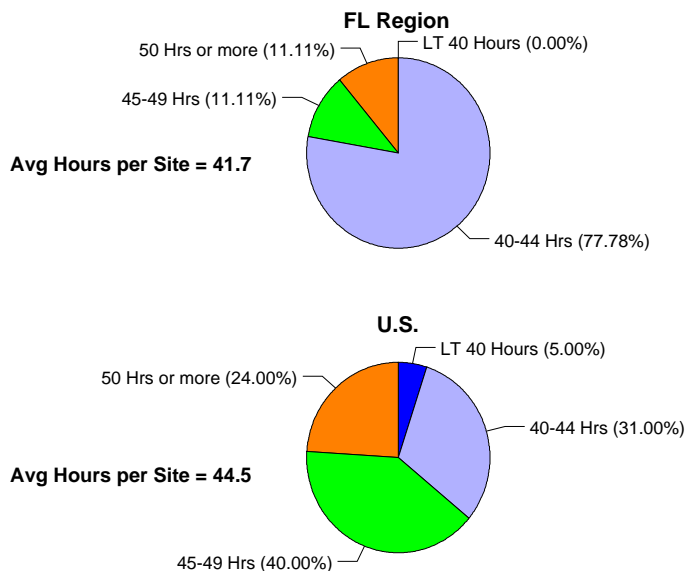 FL Region
50 Hrs or more (11.11%)
LT 40 Hours (0.00%)
45-49 Hrs (11.11%)
Avg Hours per Site = 41.7
40-44 Hrs (77.78%)
U.S.
LT 40 Hours (5.00%)
50 Hrs or more (24.00%)
40-44 Hrs (31.00%)
Avg Hours per Site = 44.5
45-49 Hrs (40.00%)